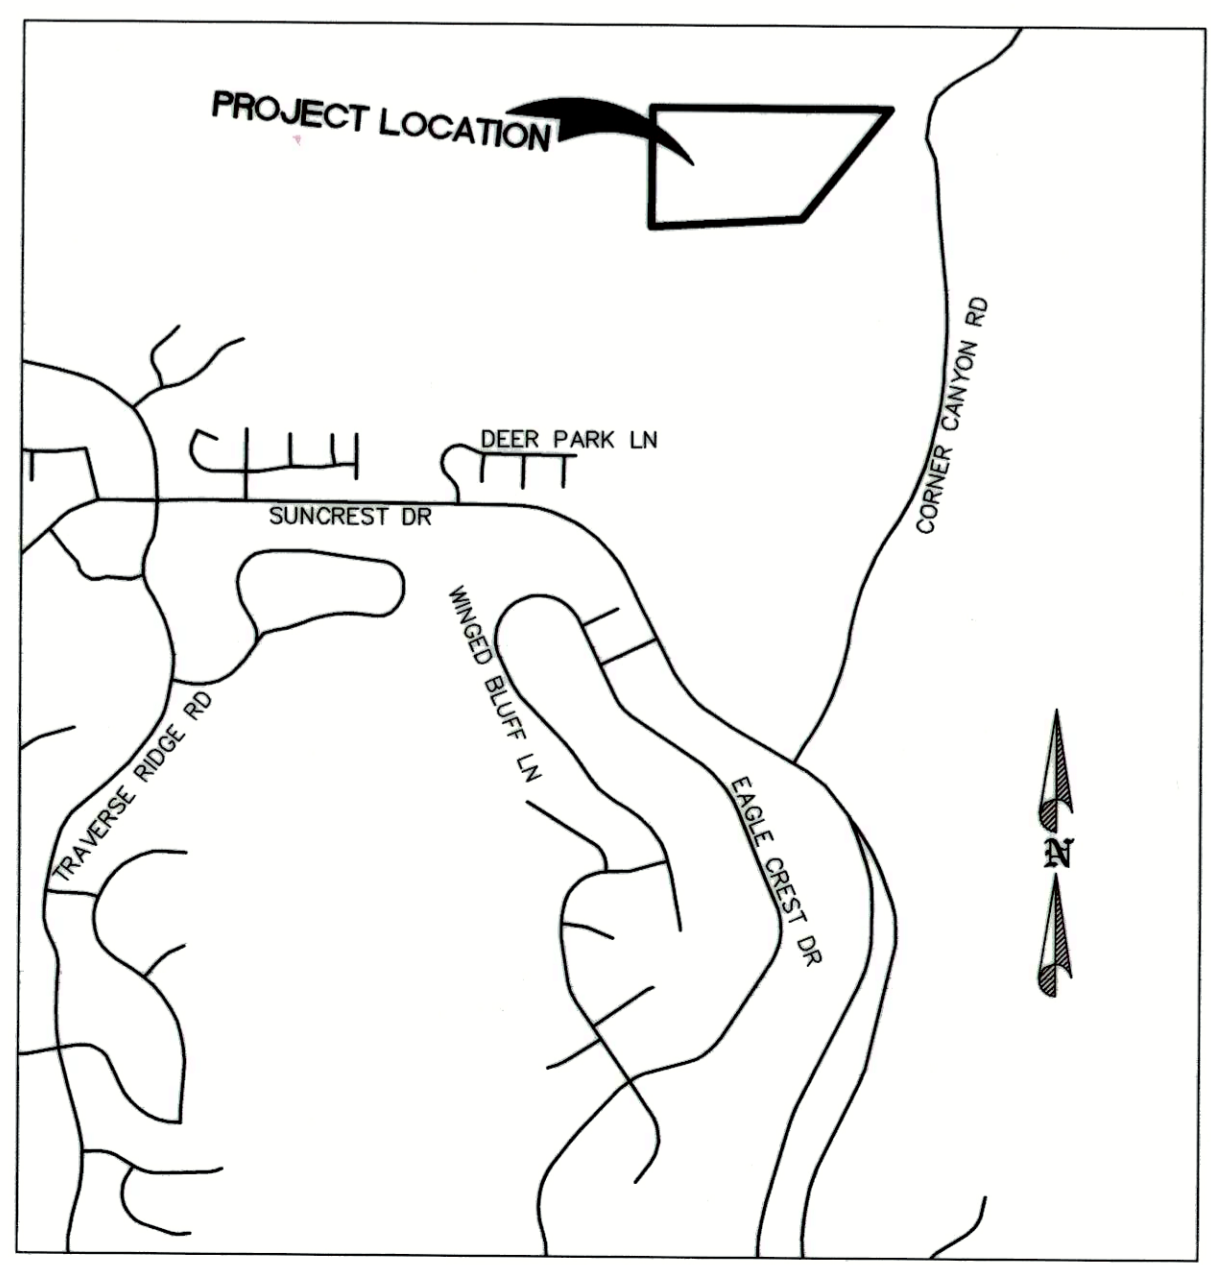 PROJECT LOCATION
CORNER CANYON RD
DEER PARK LN
SUNCREST DR
WINGED BLUFF LN
TRAVERSE RIDGE RD
EAGLE CREST DR
N